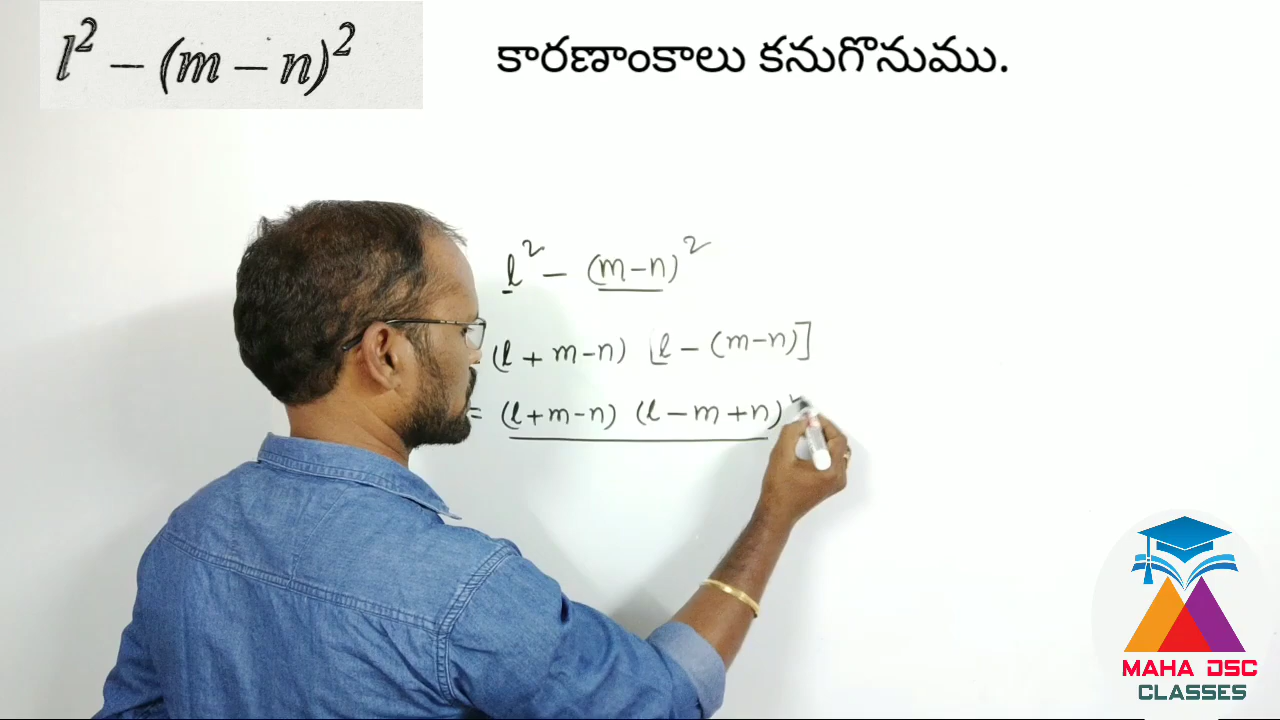 l² – (m – n)² కారణాంకాలు కనుగొనుము.
l² – (m-n)²
(l + m-n) [l - (m-n)]
= (l+m-n) (l-m+n)
MAHA DSC
CLASSES